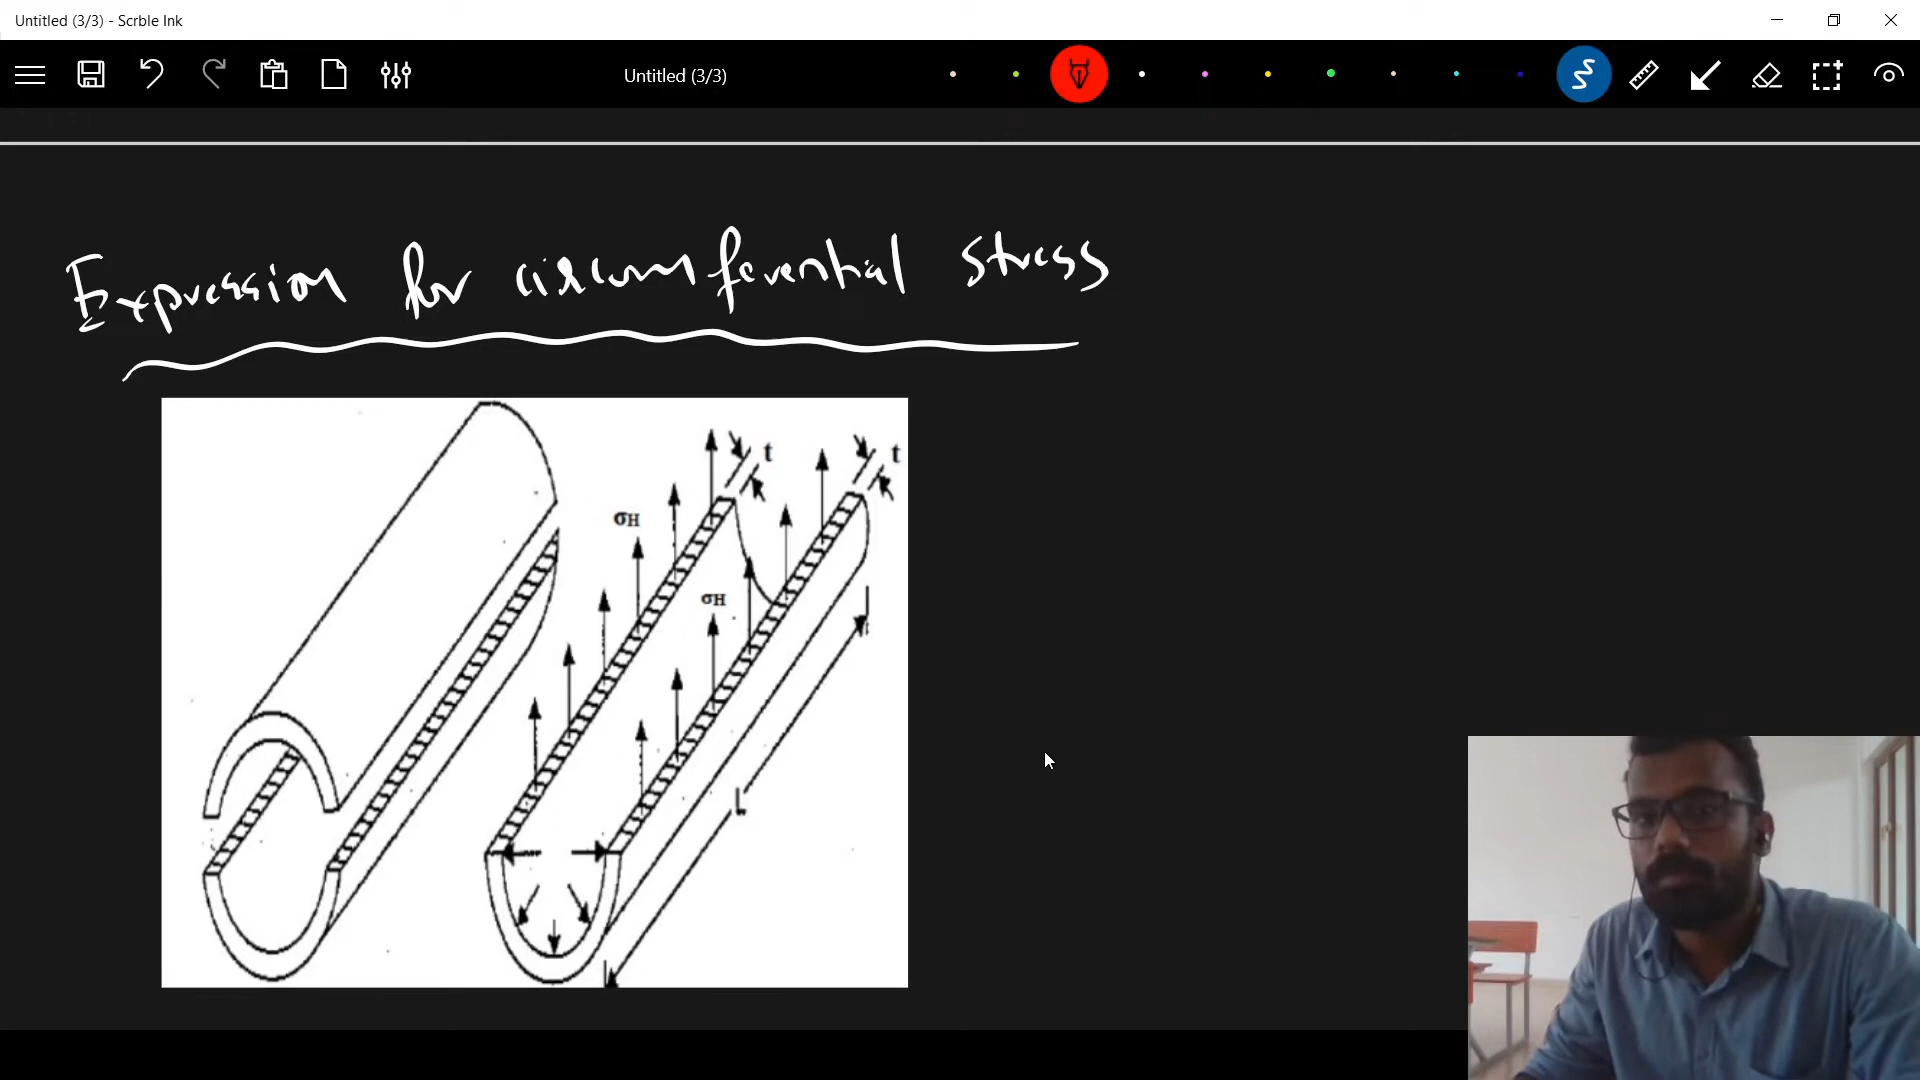 Untitled (3/3) - Scrble Ink
Untitled (3/3)
Expression for circumferential stress
t
t
σH
σH
L